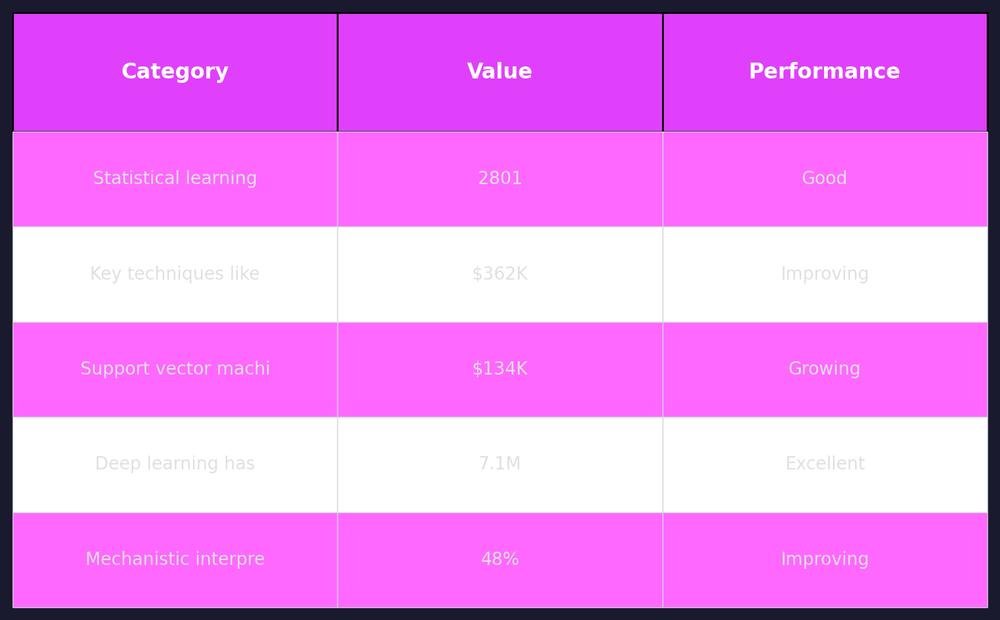 Category Value Performance
Statistical learning 2801 Good
Key techniques like $362K Improving
Support vector machi $134K Growing
Deep learning has 7.1M Excellent
Mechanistic interpre 48% Improving